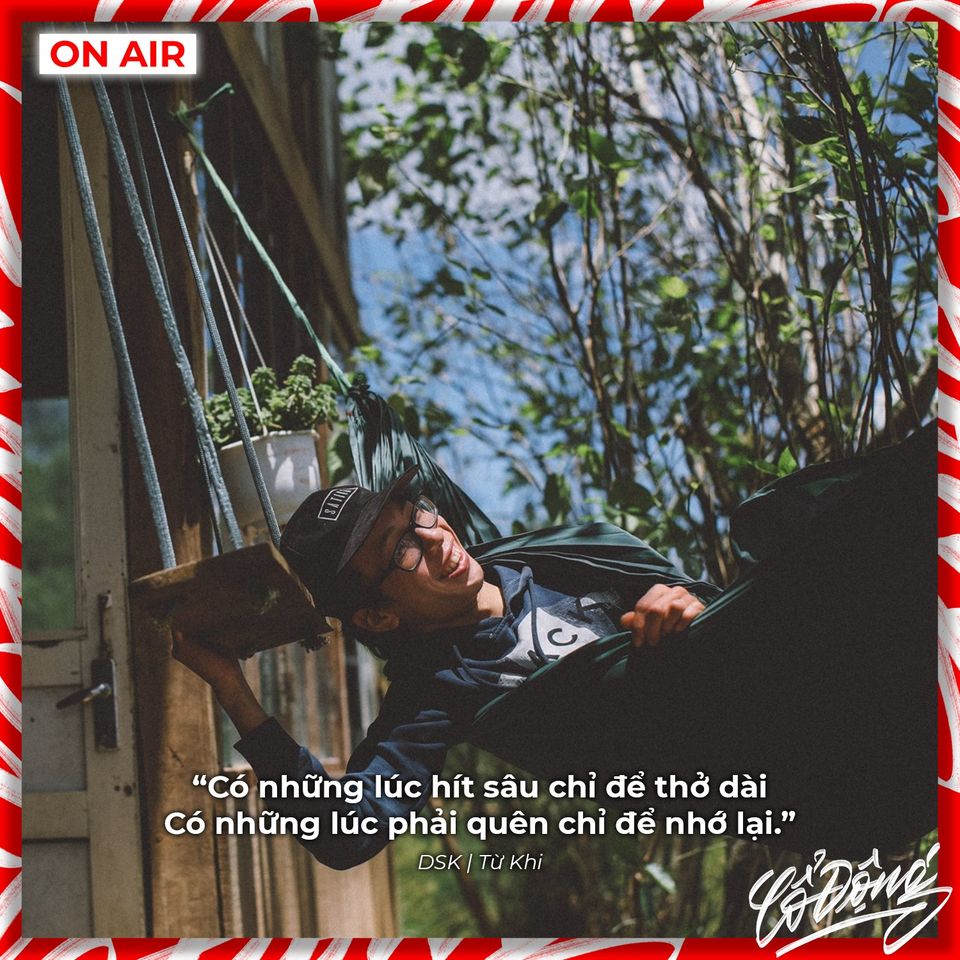 ON AIR
“Có những lúc hít sâu chỉ để thở dài
Có những lúc phải quên chỉ để nhớ lại.”
DSK | Từ Khi
Cổ Động